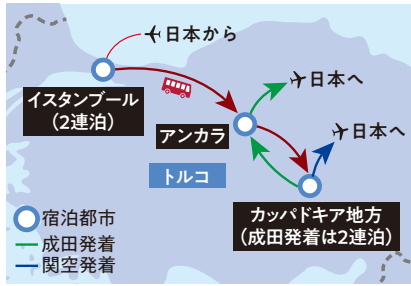 日本から
イスタンブール
(2連泊)
日本へ
アンカラ
日本へ
トルコ
カッパドキア地方
(成田発着は2連泊)
宿泊都市
成田発着
関空発着